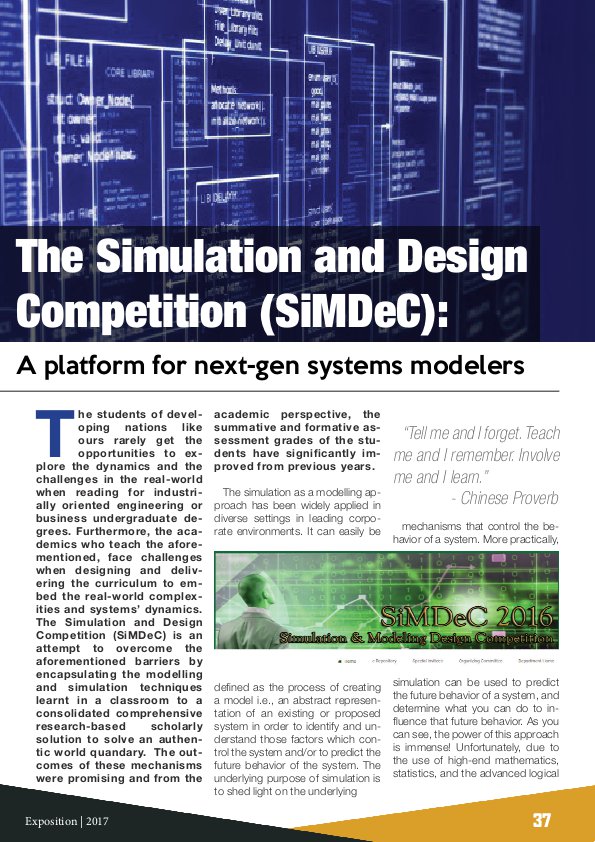 LIB_FILE.H
CORE LIBRARY
struct Owner_Node{
The Simulation and Design
Competition (SiMDeC):
A platform for next-gen systems modelers
The students of devel-
oping nations like
ours rarely get the
opportunities to ex-
plore the dynamics and the
challenges in the real-world
when reading for industri-
ally oriented engineering or
business undergraduate de-
grees. Furthermore, the aca-
demics who teach the afore-
mentioned, face challenges
when designing and deliv-
ering the curriculum to em-
bed the real-world complex-
ities and systems’ dynamics.
The Simulation and Design
Competition (SiMDeC) is an
attempt to overcome the
aforementioned barriers by
encapsulating the modelling
and simulation techniques
learnt in a classroom to a
consolidated comprehensive
research-based scholarly
solution to solve an authen-
tic world quandary. The out-
comes of these mechanisms
were promising and from the
academic perspective, the
summative and formative as-
sessment grades of the stu-
dents have significantly im-
proved from previous years.
The simulation as a modelling ap-
proach has been widely applied in
diverse settings in leading corpo-
rate environments. It can easily be
SiMDeC 2016
Simulation & Modeling Design Competition
Home
Repository
Special Invitees
Organizing Committee
Department Home
defined as the process of creating
a model i.e., an abstract represen-
tation of an existing or proposed
system in order to identify and un-
derstand those factors which con-
trol the system and/or to predict the
future behavior of the system. The
underlying purpose of simulation is
to shed light on the underlying
“Tell me and I forget. Teach
me and I remember. Involve
me and I learn.”
- Chinese Proverb
mechanisms that control the be-
havior of a system. More practically,
simulation can be used to predict
the future behavior of a system, and
determine what you can do to in-
fluence that future behavior. As you
can see, the power of this approach
is immense! Unfortunately, due to
the use of high-end mathematics,
statistics, and the advanced logical
Exposition | 2017
37